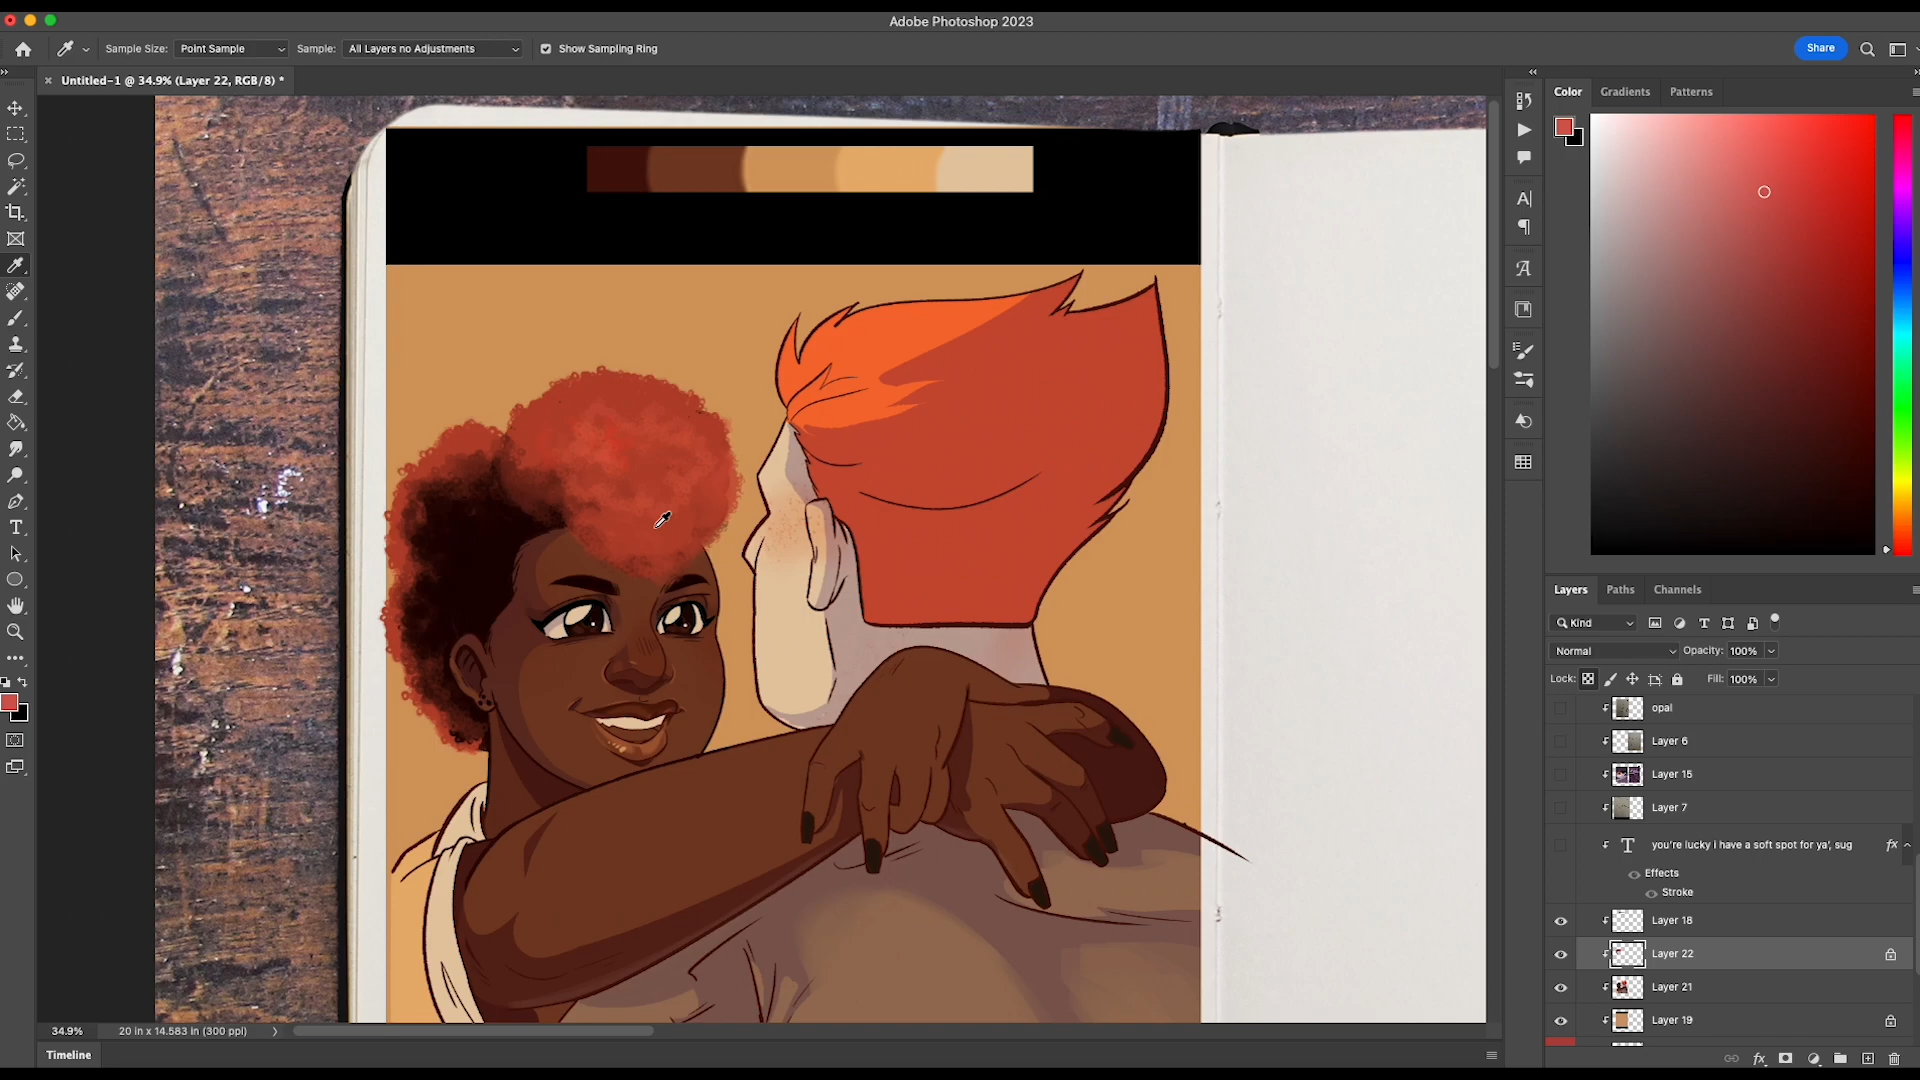 Adobe Photoshop 2023
Sample Size: Point Sample Sample: All Layers no Adjustments Show Sampling Ring
Share
Untitled-1 @ 34.9% (Layer 22, RGB/8) *
Color Gradients Patterns
Layers Paths Channels
Kind
Normal Opacity: 100%
Lock: Fill: 100%
opal
Layer 6
Layer 15
Layer 7
you're lucky i have a soft spot for ya', sug
Effects
Stroke
Layer 18
Layer 22
Layer 21
Layer 19
34.9% 20 in x 14.583 in (300 ppi)
Timeline